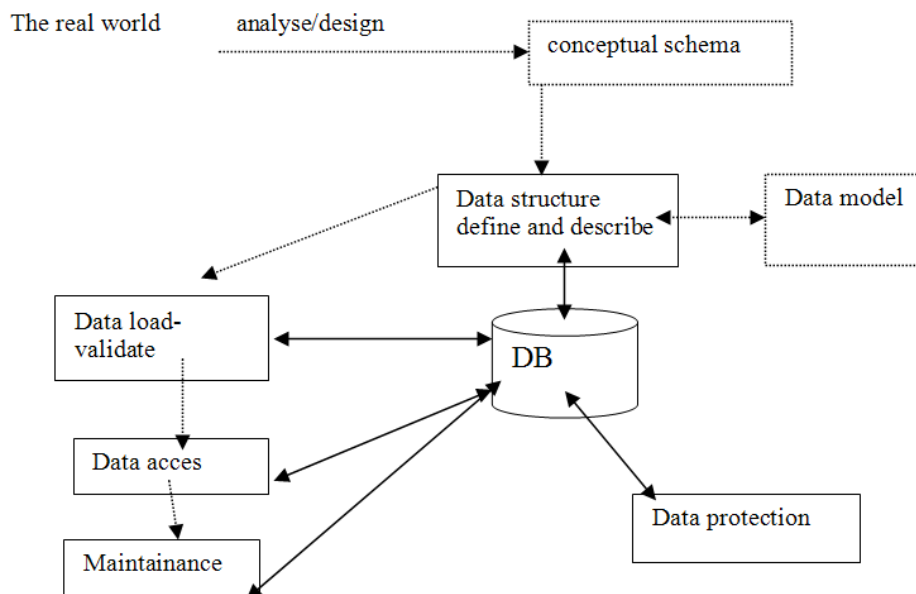 The real world
analyse/design
conceptual schema
Data structure
define and describe
Data model
Data load-
validate
DB
Data acces
Data protection
Maintainance